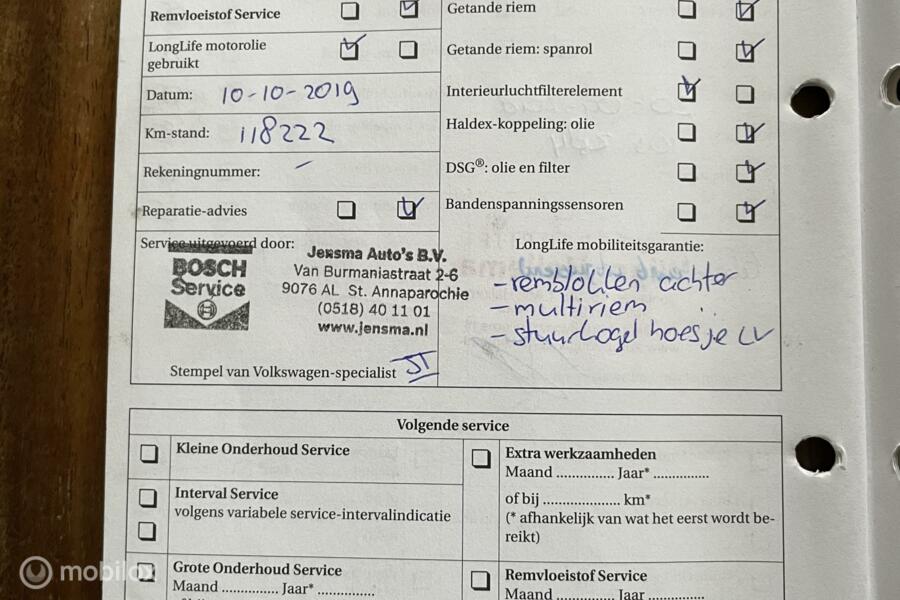 Remvloeistof Service
LongLife motorolie
gebruikt
Datum: 10-10-2019
Km-stand: 118222
Rekeningnummer: -
Reparatie-advies
Service uitgevoerd door:
BOSCH
Service
Jensma Auto's B.V.
Van Burmaniastraat 2-6
9076 AL St. Annaparochie
(0518) 40 11 01
www.jensma.nl
Stempel van Volkswagen-specialist
Getande riem
Getande riem: spanrol
Interieurluchtfilterelement
Haldex-koppeling: olie
DSG®: olie en filter
Bandenspanningssensoren
LongLife mobiliteitsgarantie:
- remblokken achter
- multiriem
- stuurkogel hoesje LV
Volgende service
Kleine Onderhoud Service
Interval Service
volgens variabele service-intervalindicatie
Grote Onderhoud Service
Maand .............. Jaar* ..............
Extra werkzaamheden
Maand .............. Jaar* ..............
of bij .................... km*
(* afhankelijk van wat het eerst wordt be-
reikt)
Remvloeistof Service
Maand .............. Jaar ..............
mobilox